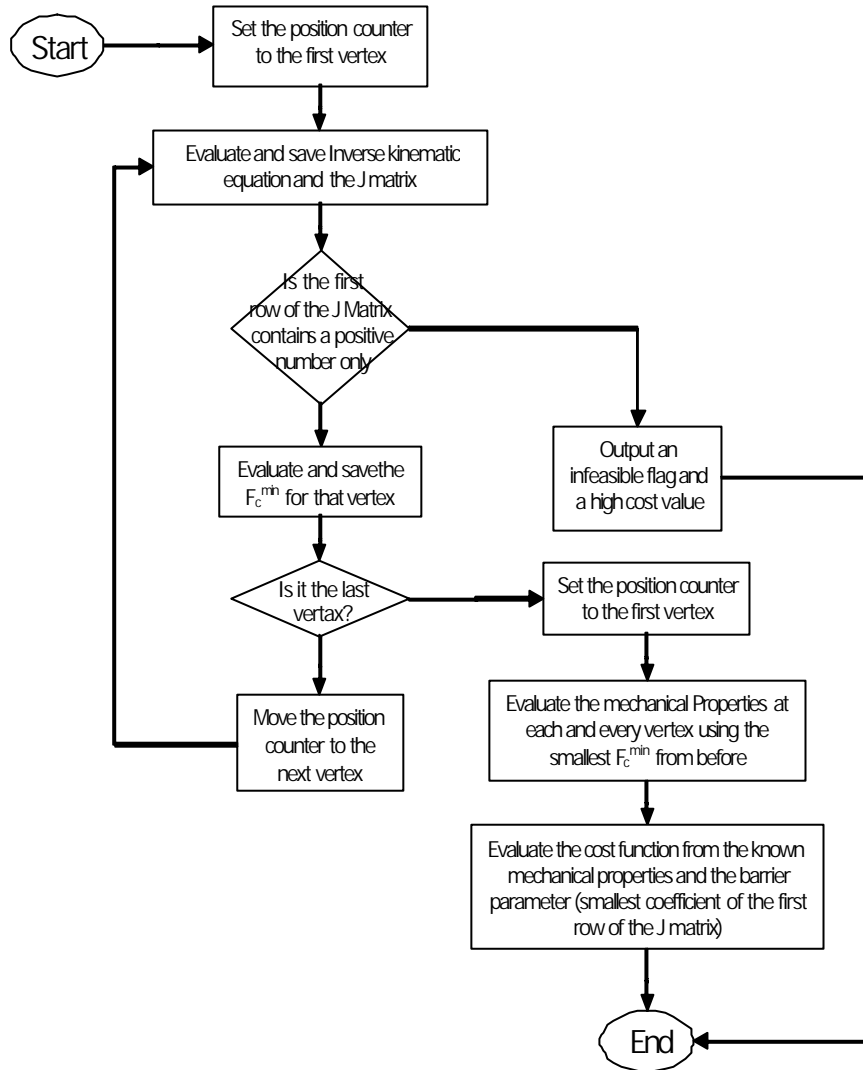 Start
Set the position counter
to the first vertex
Evaluate and save Inverse kinematic
equation and the J matrix
Is the first
row of the J Matrix
contains a positive
number only
Evaluate and save the
Fcmin for that vertex
Output an
infeasible flag and
a high cost value
Is it the last
vertax?
Set the position counter
to the first vertex
Move the position
counter to the
next vertex
Evaluate the mechanical Properties at
each and every vertex using the
smallest Fcmin from before
Evaluate the cost function from the known
mechanical properties and the barrier
parameter (smallest coefficient of the first
row of the J matrix)
End